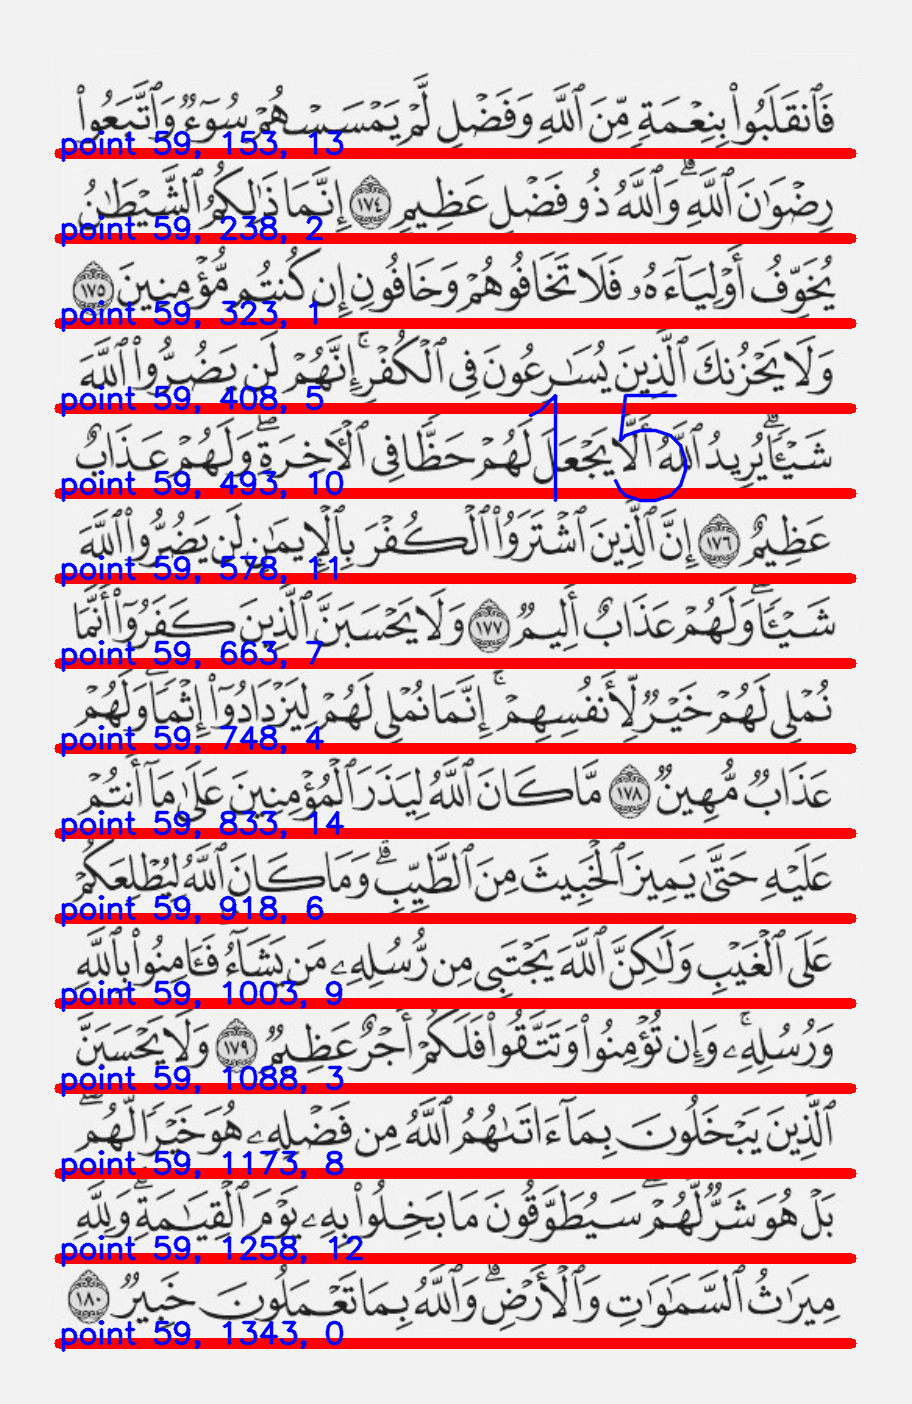 فَٱنقَلَبُوا۟ بِنِعْمَةٍ مِّنَ ٱللَّهِ وَفَضْلٍ لَّمْ يَمْسَسْهُمْ سُوٓءٌ وَٱتَّبَعُوا۟
point 59, 153, 13
رِضْوَٰنَ ٱللَّهِ ۗ وَٱللَّهُ ذُو فَضْلٍ عَظِيمٍ ١٧٤ إِنَّمَا ذَٰلِكُمُ ٱلشَّيْطَٰنُ
point 59, 238, 2
يُخَوِّفُ أَوْلِيَآءَهُۥ فَلَا تَخَافُوهُمْ وَخَافُونِ إِن كُنتُم مُّؤْمِنِينَ ١٧٥
point 59, 323, 1
وَلَا يَحْزُنكَ ٱلَّذِينَ يُسَٰرِعُونَ فِى ٱلْكُفْرِ ۚ إِنَّهُمْ لَن يَضُرُّوا۟ ٱللَّهَ
point 59, 408, 5
شَيْـًٔا ۗ يُرِيدُ ٱللَّهُ أَلَّا يَجْعَلَ لَهُمْ حَظًّا فِى ٱلْـَٔاخِرَةِ ۖ وَلَهُمْ عَذَابٌ
15
point 59, 493, 10
عَظِيمٌ ١٧٦ إِنَّ ٱلَّذِينَ ٱشْتَرَوُا۟ ٱلْكُفْرَ بِٱلْإِيمَٰنِ لَن يَضُرُّوا۟ ٱللَّهَ
point 59, 578, 11
شَيْـًٔا ۖ وَلَهُمْ عَذَابٌ أَلِيمٌ ١٧٧ وَلَا يَحْسَبَنَّ ٱلَّذِينَ كَفَرُوٓا۟ أَنَّمَا
point 59, 663, 7
نُمْلِى لَهُمْ خَيْرٌ لِّأَنفُسِهِمْ ۚ إِنَّمَا نُمْلِى لَهُمْ لِيَزْدَادُوٓا۟ إِثْمًا ۖ وَلَهُمْ
point 59, 748, 4
عَذَابٌ مُّهِينٌ ١٧٨ مَّا كَانَ ٱللَّهُ لِيَذَرَ ٱلْمُؤْمِنِينَ عَلَىٰ مَآ أَنتُمْ
point 59, 833, 14
عَلَيْهِ حَتَّىٰ يَمِيزَ ٱلْخَبِيثَ مِنَ ٱلطَّيِّبِ ۗ وَمَا كَانَ ٱللَّهُ لِيُطْلِعَكُمْ
point 59, 918, 6
عَلَى ٱلْغَيْبِ وَلَٰكِنَّ ٱللَّهَ يَجْتَبِى مِن رُّسُلِهِۦ مَن يَشَآءُ ۖ فَـَٔامِنُوا۟ بِٱللَّهِ
point 59, 1003, 9
وَرُسُلِهِۦ ۚ وَإِن تُؤْمِنُوا۟ وَتَتَّقُوا۟ فَلَكُمْ أَجْرٌ عَظِيمٌ ١٧٩ وَلَا يَحْسَبَنَّ
point 59, 1088, 3
ٱلَّذِينَ يَبْخَلُونَ بِمَآ ءَاتَىٰهُمُ ٱللَّهُ مِن فَضْلِهِۦ هُوَ خَيْرًا لَّهُم ۖ
point 59, 1173, 8
بَلْ هُوَ شَرٌّ لَّهُمْ ۖ سَيُطَوَّقُونَ مَا بَخِلُوا۟ بِهِۦ يَوْمَ ٱلْقِيَٰمَةِ ۗ وَلِلَّهِ
point 59, 1258, 12
مِيرَٰثُ ٱلسَّمَٰوَٰتِ وَٱلْأَرْضِ ۗ وَٱللَّهُ بِمَا تَعْمَلُونَ خَبِيرٌ ١٨٠
point 59, 1343, 0